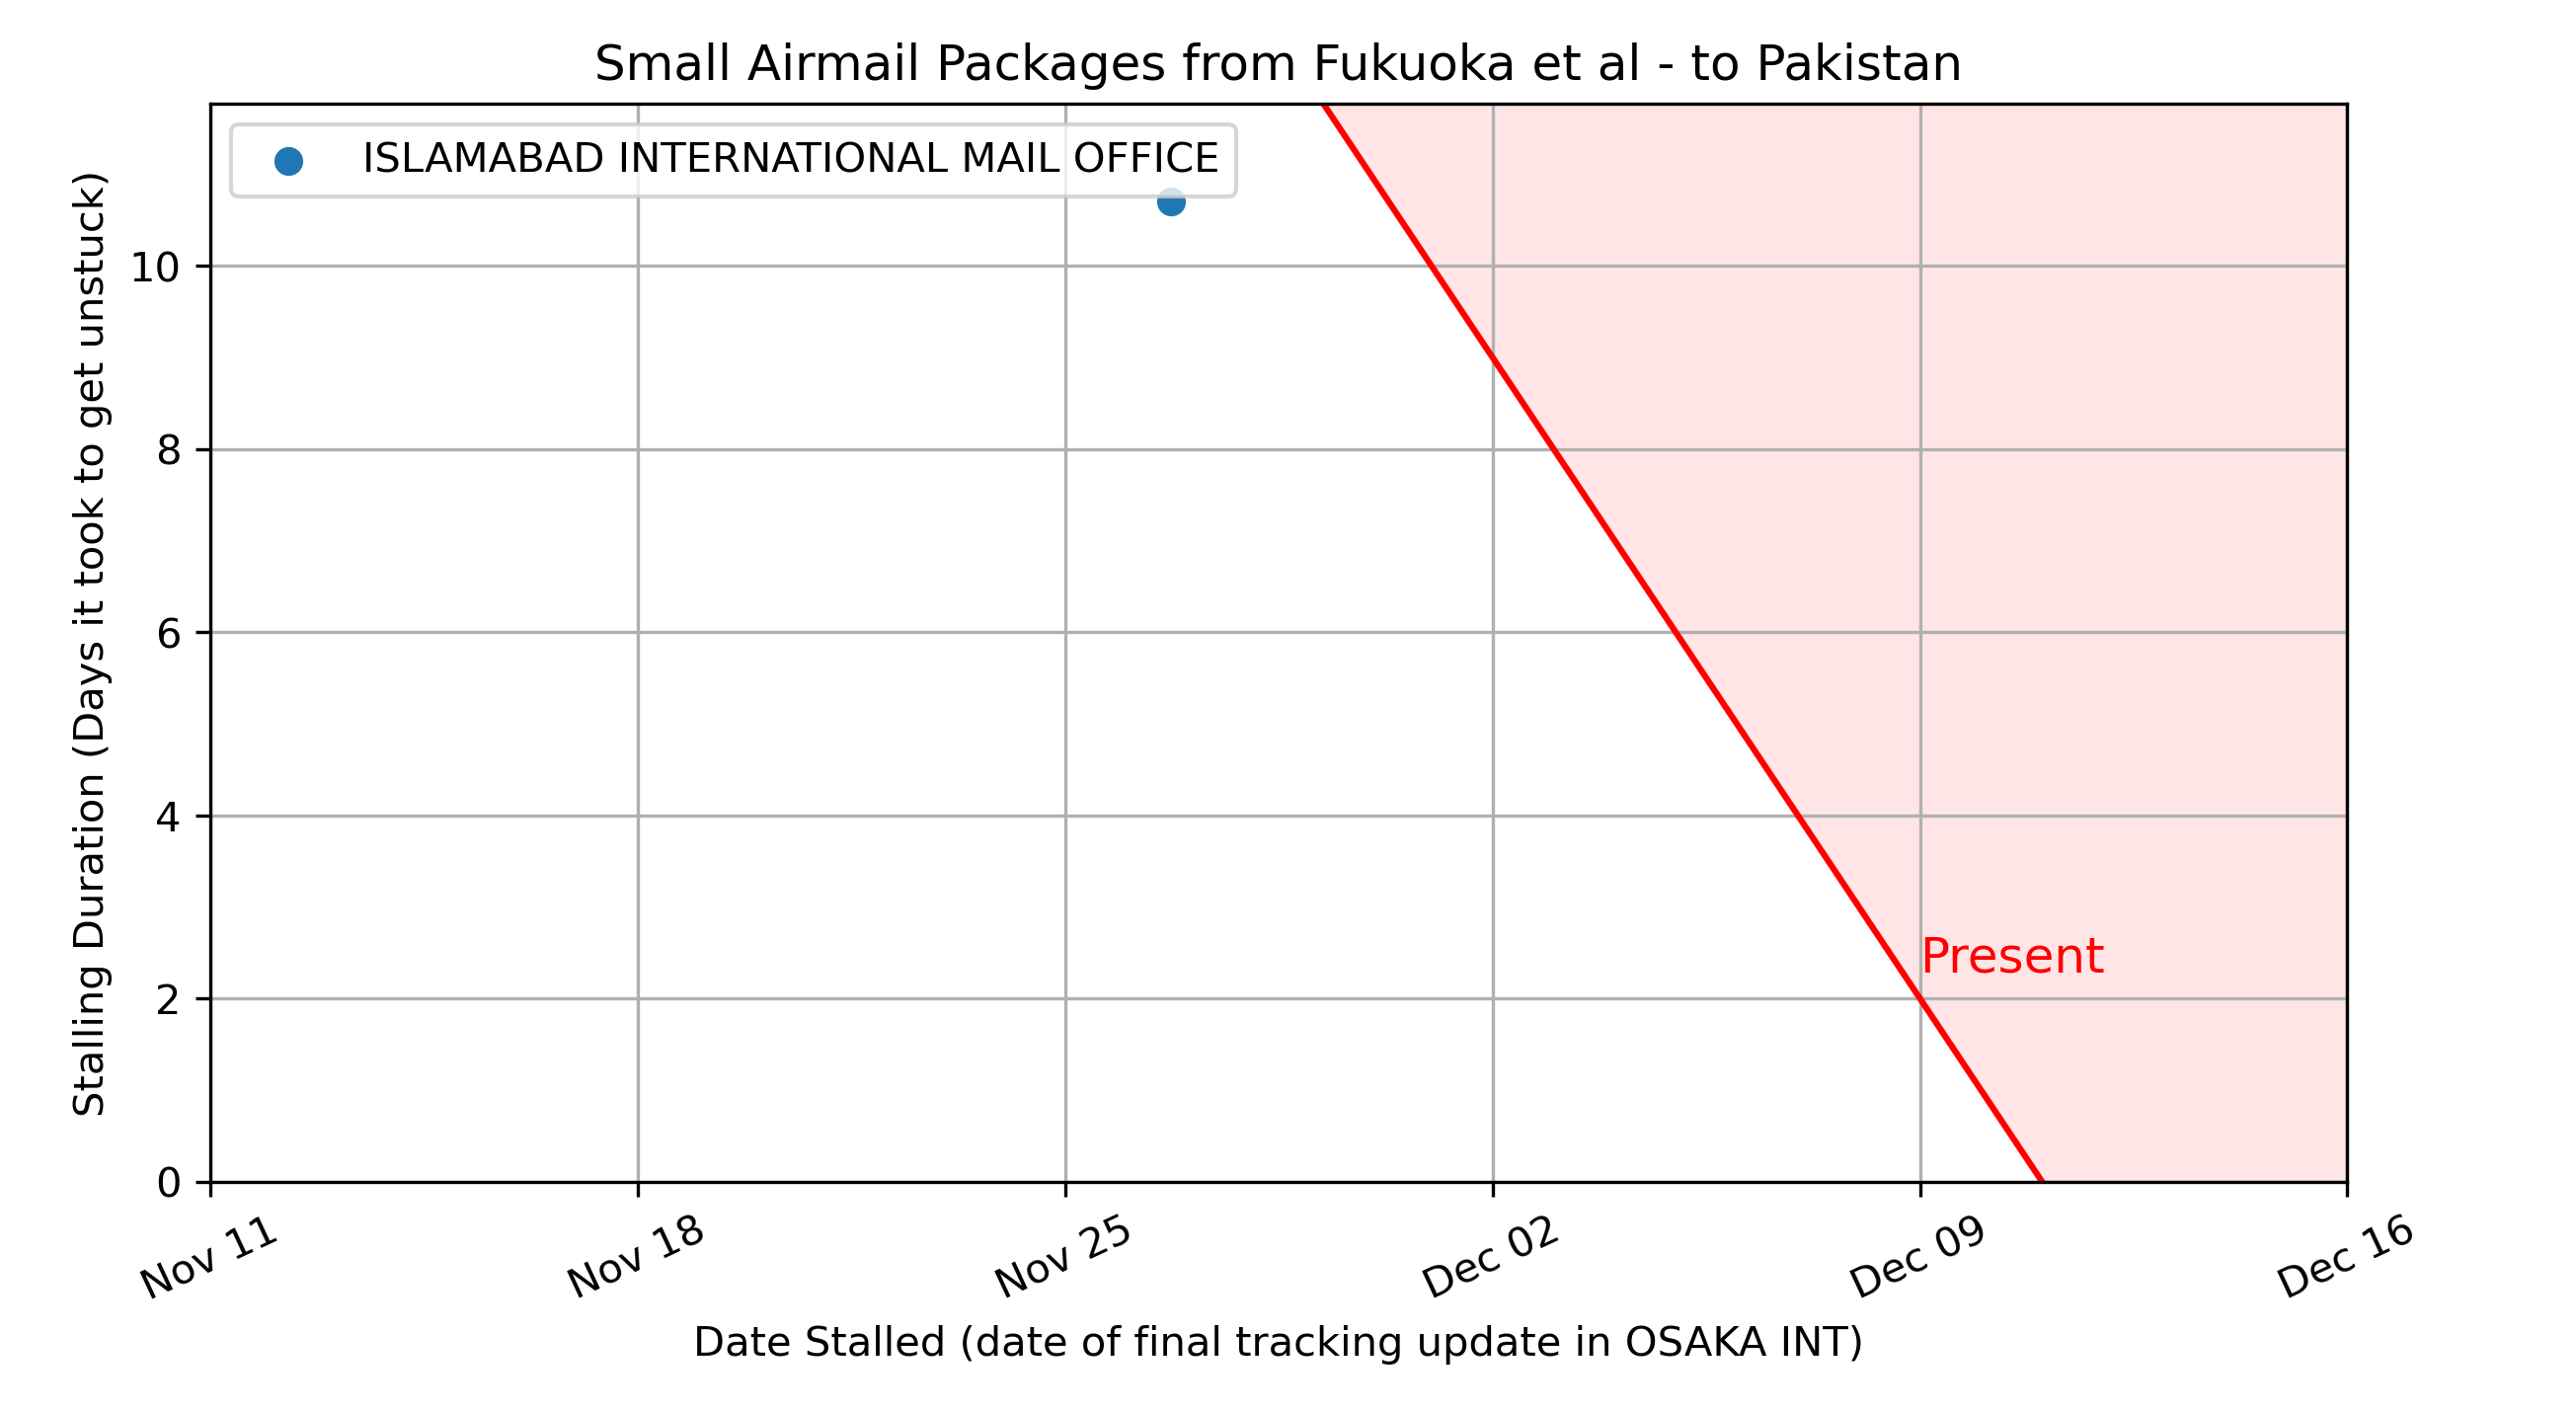 Small Airmail Packages from Fukuoka et al - to Pakistan
ISLAMABAD INTERNATIONAL MAIL OFFICE
Stalling Duration (Days it took to get unstuck)
10
8
6
4
2
0
Present
Nov 11
Nov 18
Nov 25
Dec 02
Dec 09
Dec 16
Date Stalled (date of final tracking update in OSAKA INT)